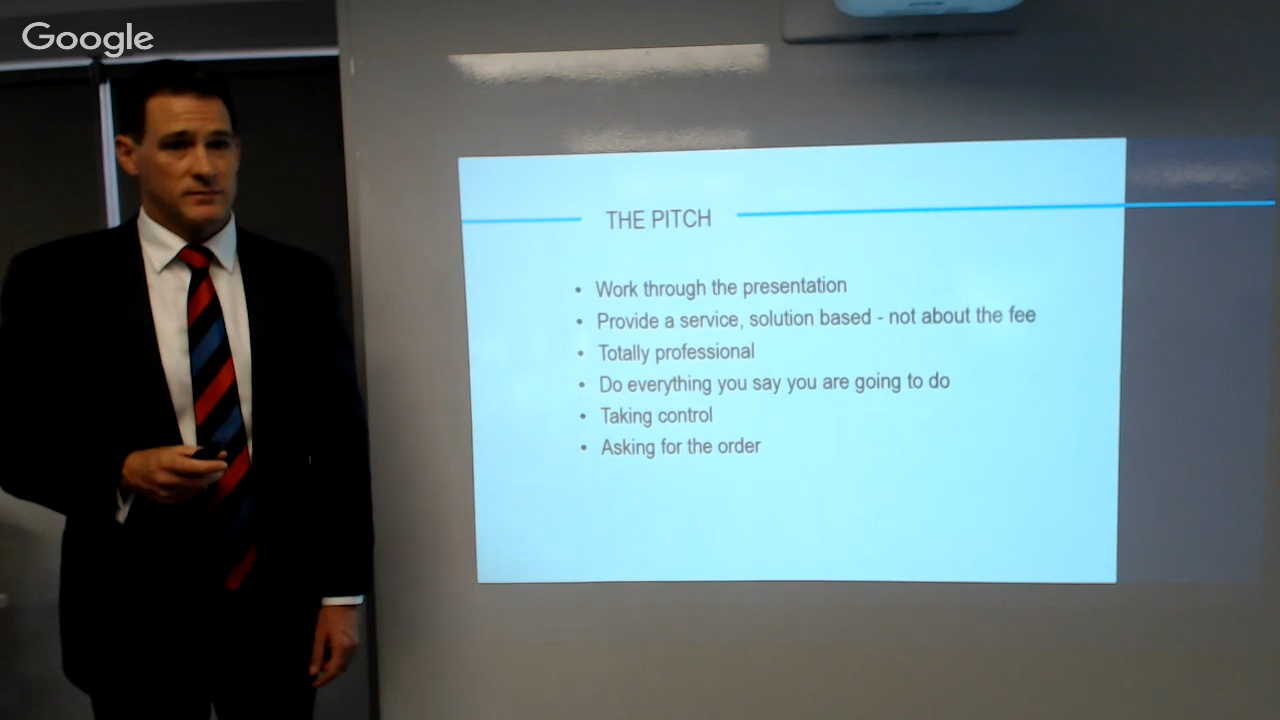 Google
THE PITCH
• Work through the presentation
• Provide a service, solution based - not about the fee
• Totally professional
• Do everything you say you are going to do
• Taking control
• Asking for the order